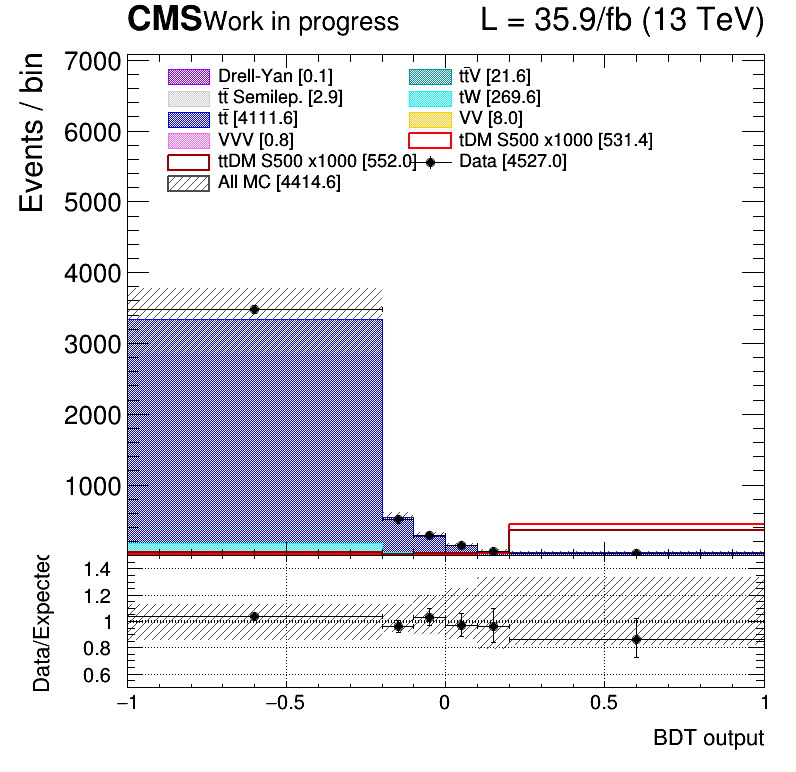 CMS Work in progress L = 35.9/fb (13 TeV)
Events / bin
7000
6000
5000
4000
3000
2000
1000
Drell-Yan [0.1] tt̄V [21.6]
tt̄ Semilep. [2.9] tW [269.6]
tt̄ [4111.6] VV [8.0]
VVV [0.8] tDM S500 x1000 [531.4]
ttDM S500 x1000 [552.0] Data [4527.0]
All MC [4414.6]
Data/Expected
1.4
1.2
1
0.8
0.6
−1 −0.5 0 0.5 1
BDT output